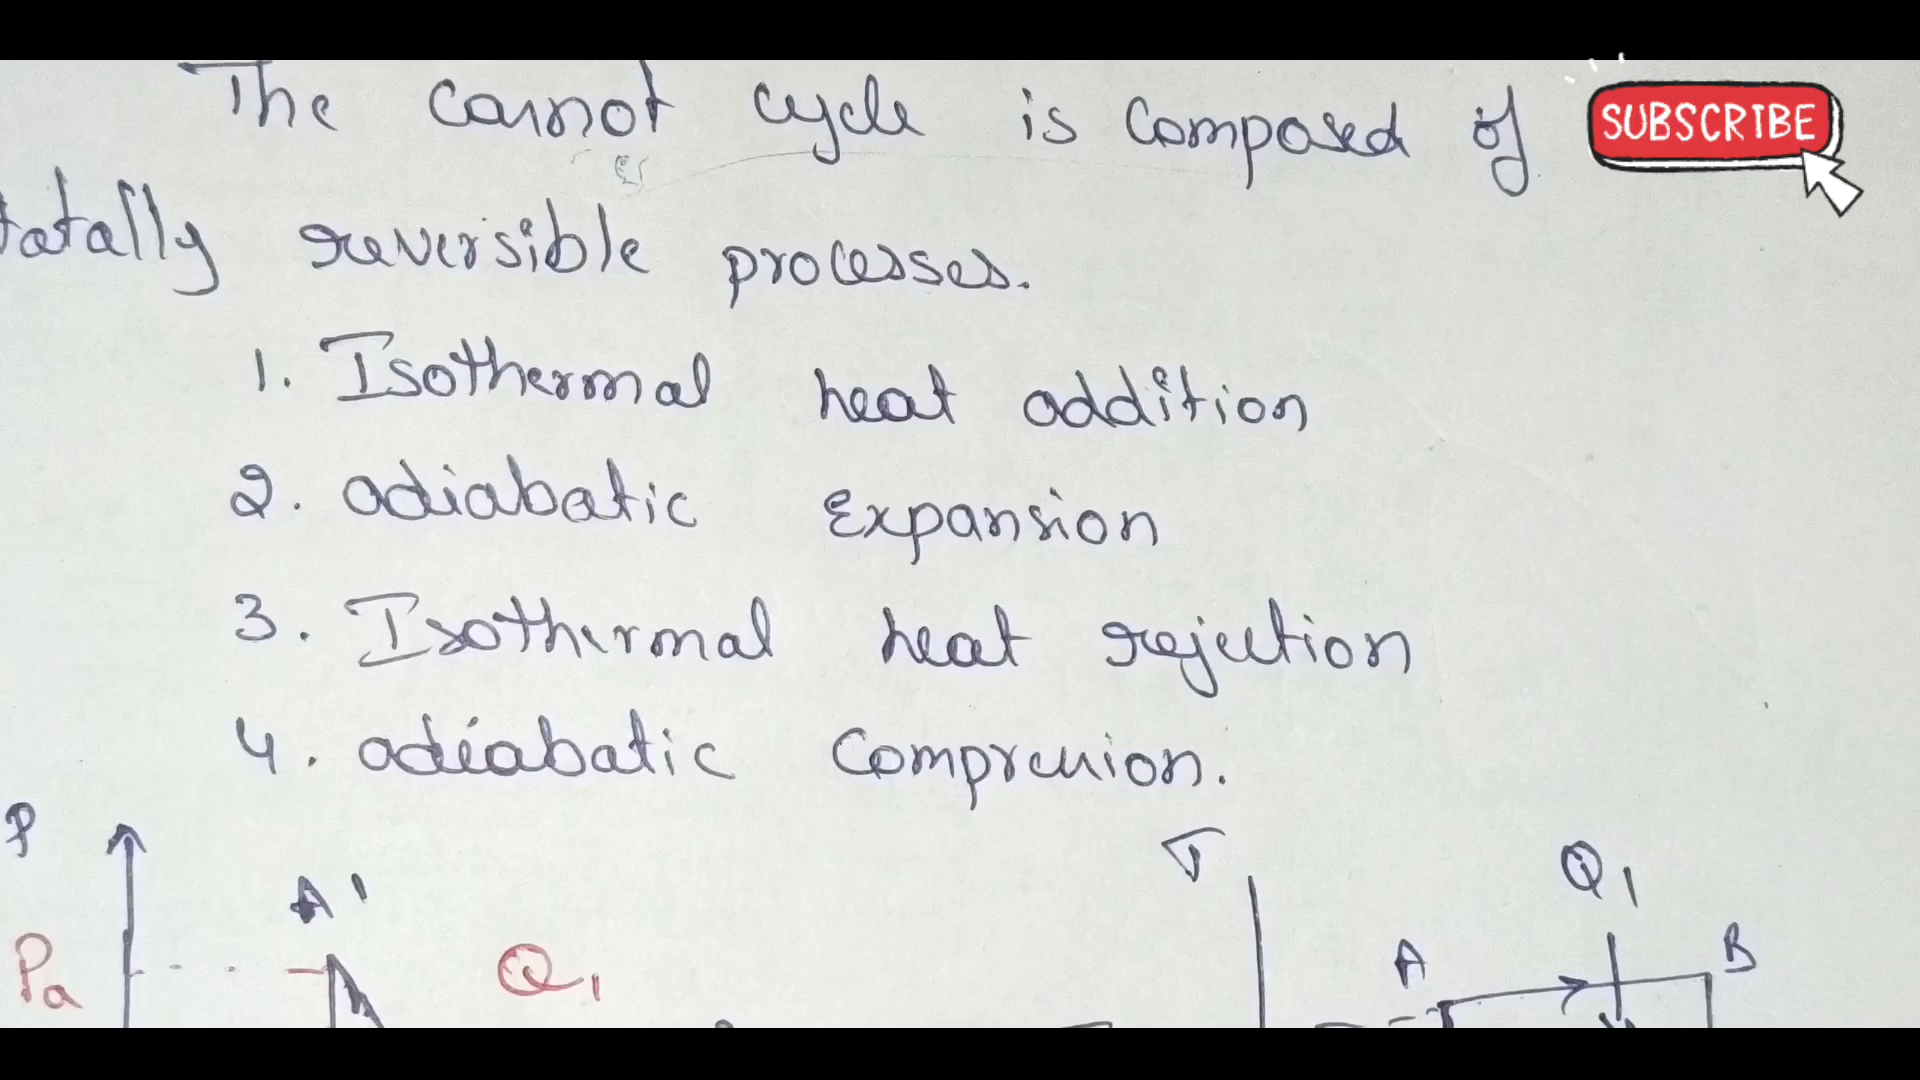 The carnot cycle is composed of
SUBSCRIBE
totally reversible processes.
1. Isothermal heat addition
2. adiabatic Expansion
3. Isothermal heat rejection
4. adiabatic Compression.
P
T
Q1
A'
A
B
Pa
Q1